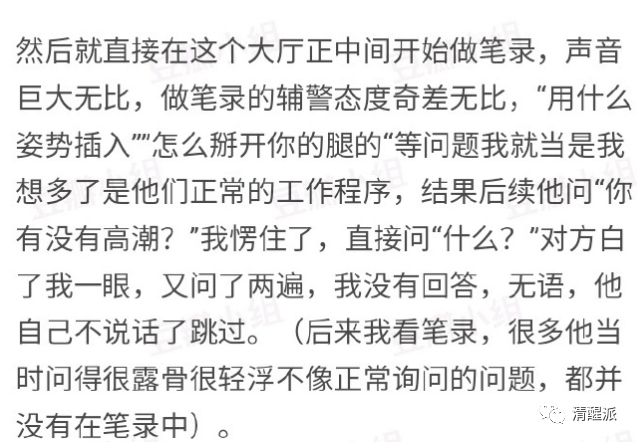 然后就直接在这个大厅正中间开始做笔录，声音
巨大无比，做笔录的辅警态度奇差无比，“用什么
姿势插入””怎么掰开你的腿的“等问题我就当是我
想多了是他们正常的工作程序，结果后续他问“你
有没有高潮？”我愣住了，直接问“什么？”对方白
了我一眼，又问了两遍，我没有回答，无语，他
自己不说话了跳过。（后来我看笔录，很多他当
时问得很露骨很轻浮不像正常询问的问题，都并
没有在笔录中）。
清醒派